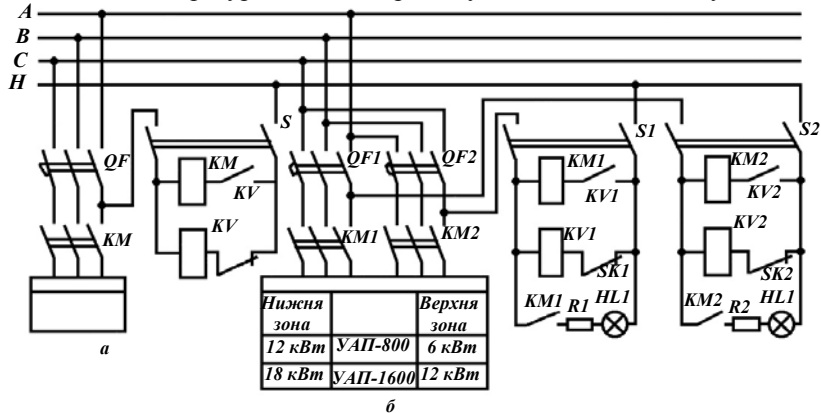 A
B
C
H
QF
KM
а
S
KM
KV
KV
QF1
QF2
KM1
KM2
Нижня зона
Верхня зона
12 кВт УАП-800 6 кВт
18 кВт УАП-1600 12 кВт
б
S1
KM1
KV1
KV1
SK1
KM1
R1
HL1
S2
KM2
KV2
KV2
SK2
KM2
R2
HL1